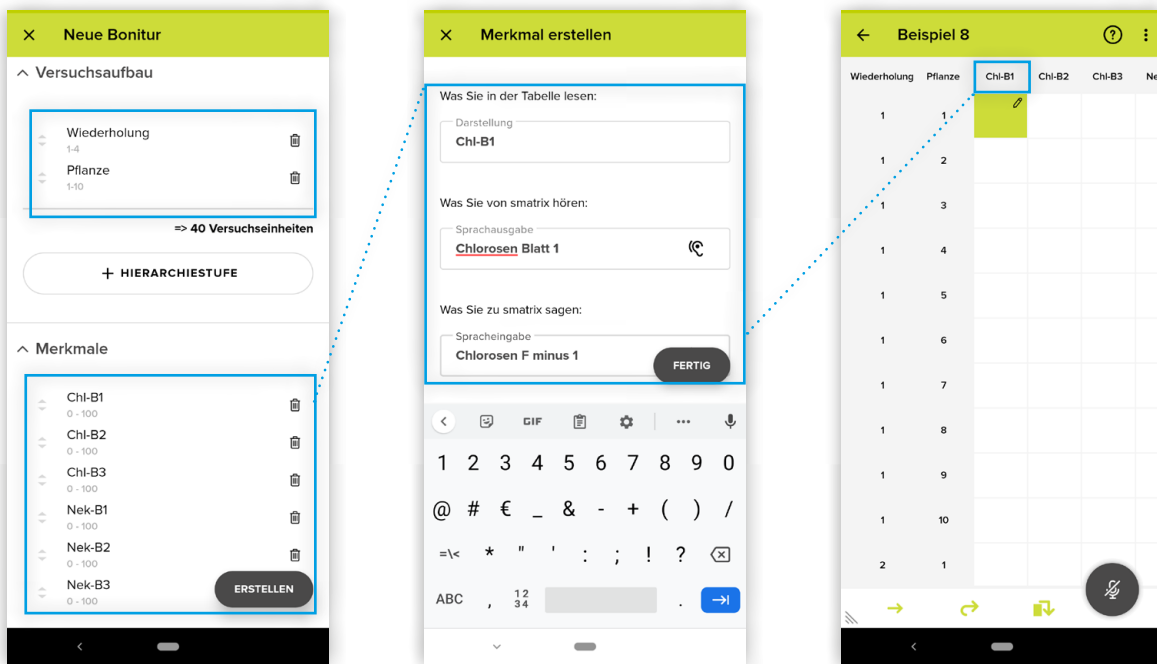 Neue Bonitur
Versuchsaufbau
Wiederholung
1-4
Pflanze
1-10
=> 40 Versuchseinheiten
+ HIERARCHIESTUFE
Merkmale
Chl-B1
0 - 100
Chl-B2
0 - 100
Chl-B3
0 - 100
Nek-B1
0 - 100
Nek-B2
0 - 100
Nek-B3
0 - 100
ERSTELLEN
Merkmal erstellen
Was Sie in der Tabelle lesen:
Darstellung
Chl-B1
Was Sie von smatrix hören:
Sprachausgabe
Chlorosen Blatt 1
Was Sie zu smatrix sagen:
Spracheingabe
Chlorosen F minus 1
FERTIG
GIF
1 2 3 4 5 6 7 8 9 0
@ # € _ & - + ( ) /
=\< * " ' : ; ! ?
ABC , 12 34 .
Beispiel 8
Wiederholung Pflanze Chl-B1 Chl-B2 Chl-B3 Ne
1 1
1 2
1 3
1 4
1 5
1 6
1 7
1 8
1 9
1 10
2 1